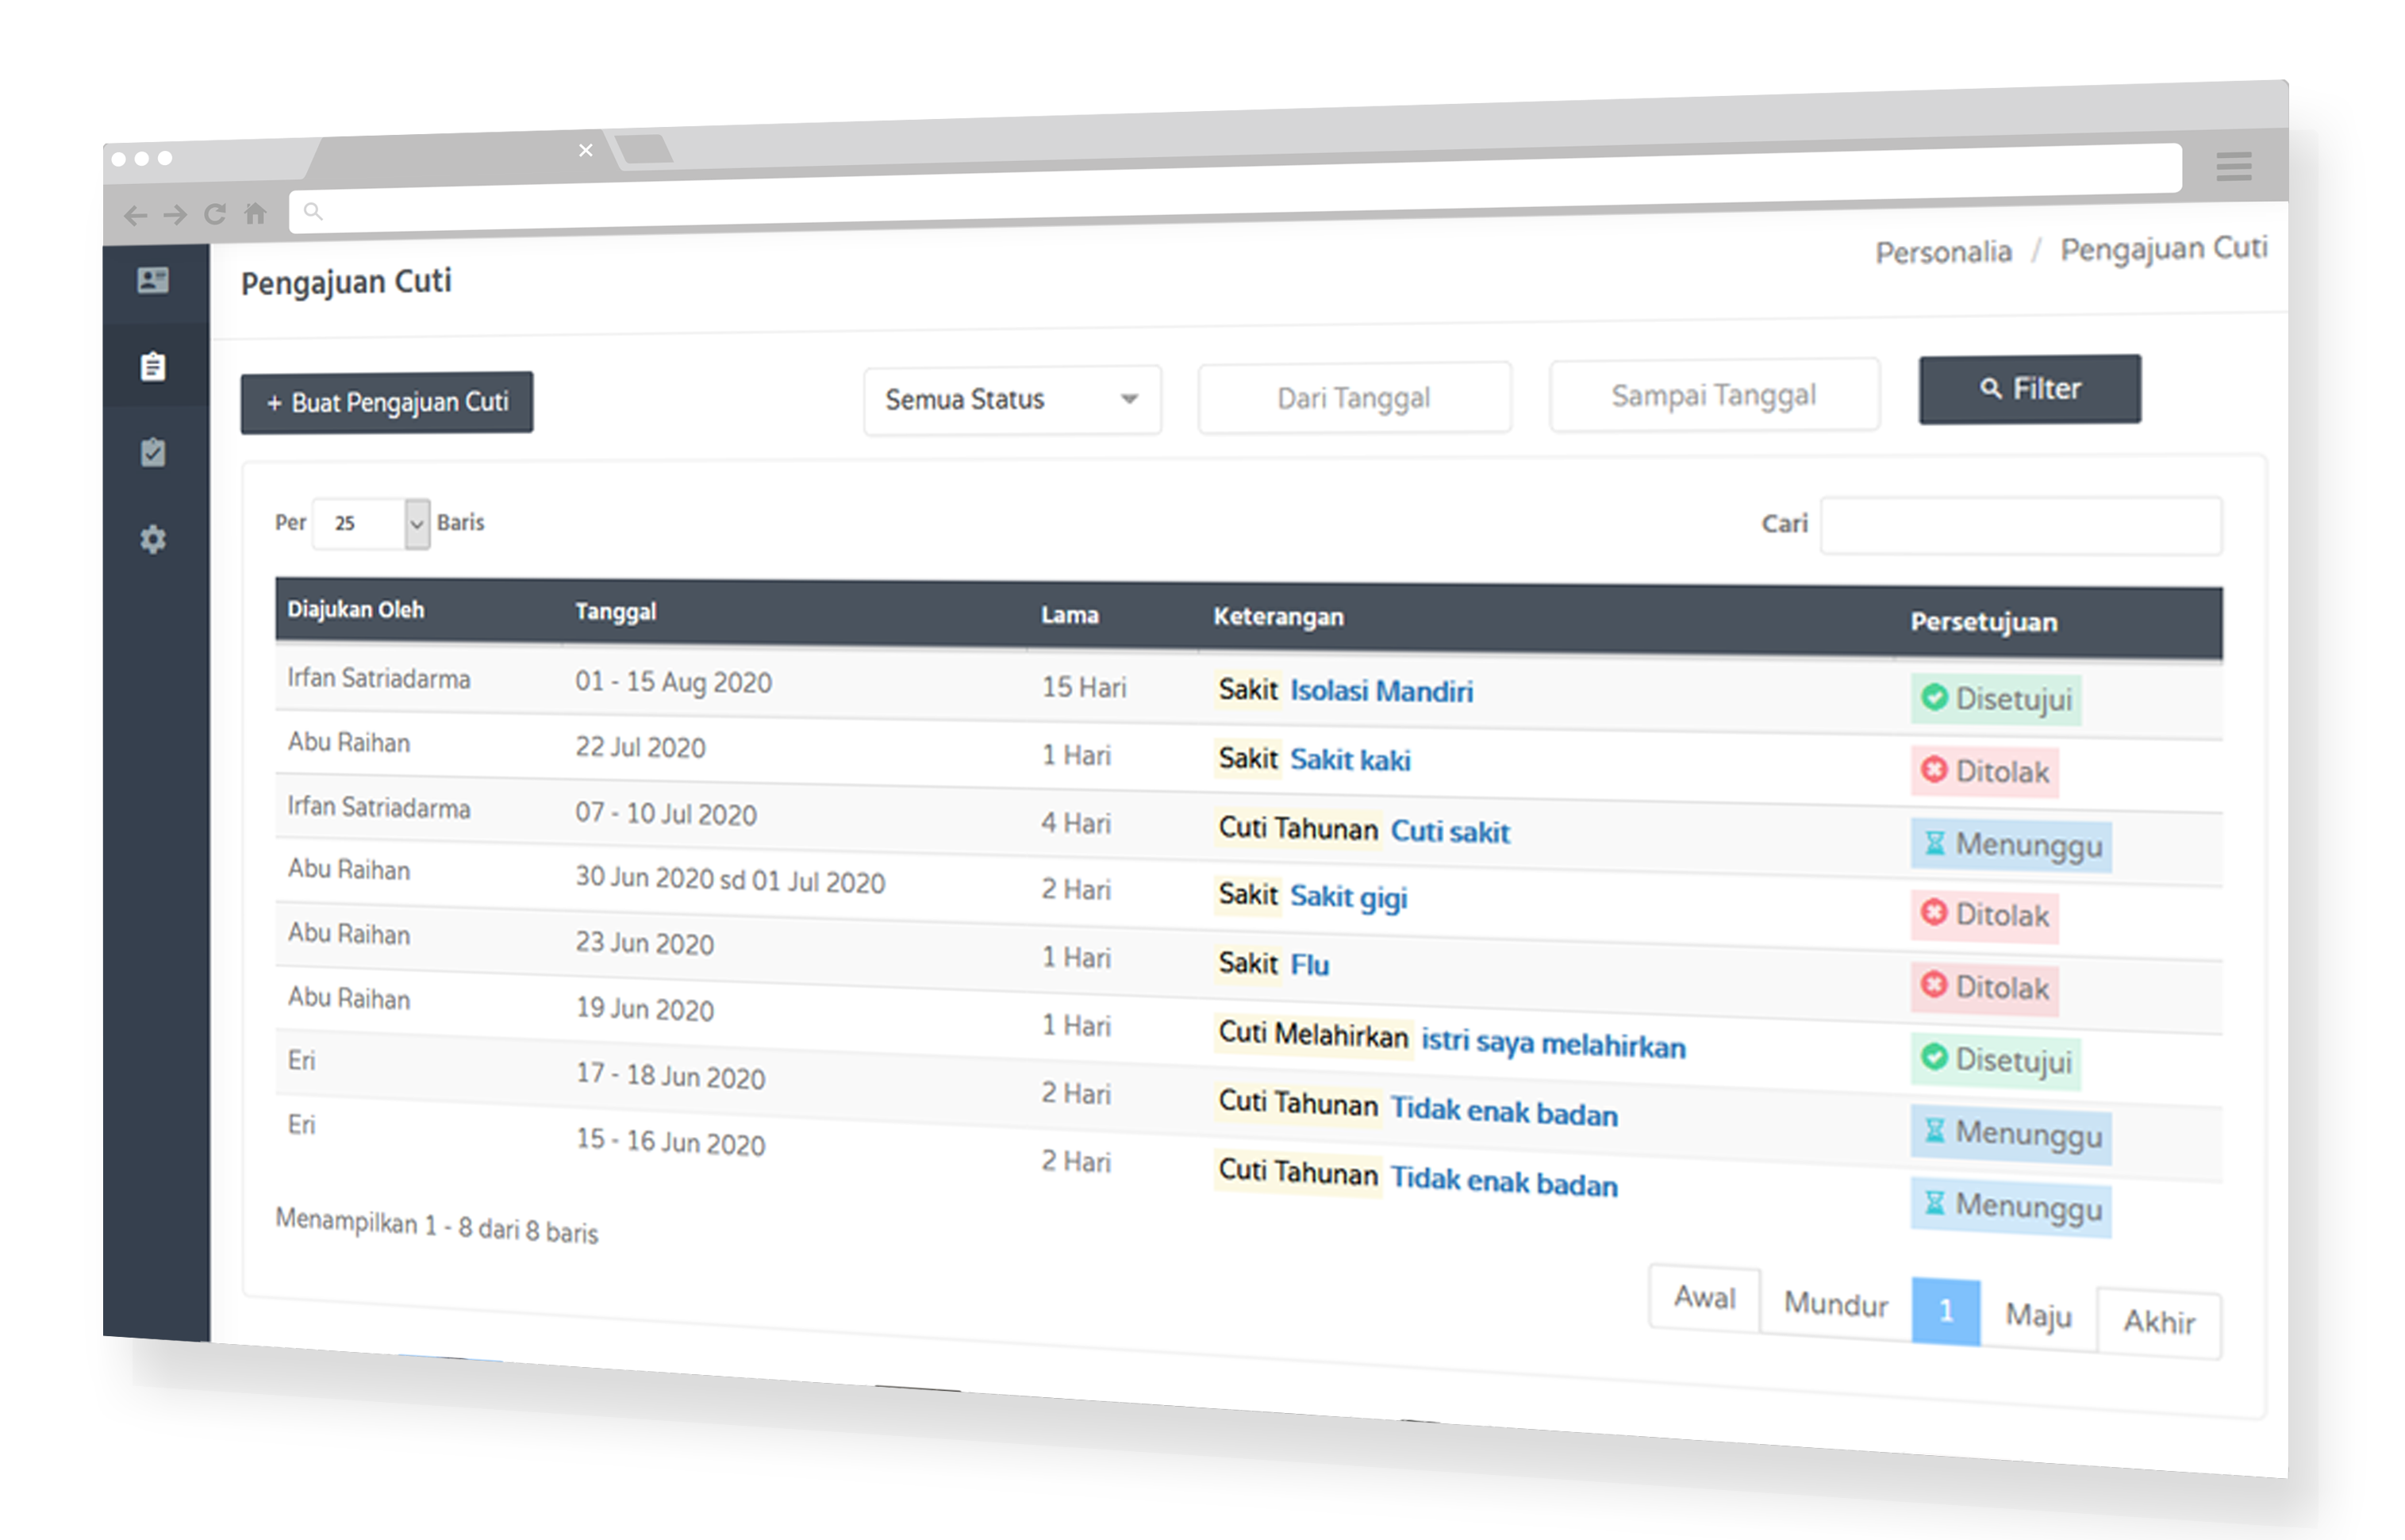 Personalia / Pengajuan Cuti
Pengajuan Cuti
+ Buat Pengajuan Cuti
Semua Status
Dari Tanggal
Sampai Tanggal
Filter
Per 25 Baris
Cari
Diajukan Oleh Tanggal Lama Keterangan Persetujuan
Irfan Satriadarma 01 - 15 Aug 2020 15 Hari Sakit Isolasi Mandiri Disetujui
Abu Raihan 22 Jul 2020 1 Hari Sakit Sakit kaki Ditolak
Irfan Satriadarma 07 - 10 Jul 2020 4 Hari Cuti Tahunan Cuti sakit Menunggu
Abu Raihan 30 Jun 2020 sd 01 Jul 2020 2 Hari Sakit Sakit gigi Ditolak
Abu Raihan 23 Jun 2020 1 Hari Sakit Flu Ditolak
Abu Raihan 19 Jun 2020 1 Hari Cuti Melahirkan istri saya melahirkan Disetujui
Eri 17 - 18 Jun 2020 2 Hari Cuti Tahunan Tidak enak badan Menunggu
Eri 15 - 16 Jun 2020 2 Hari Cuti Tahunan Tidak enak badan Menunggu
Menampilkan 1 - 8 dari 8 baris
Awal Mundur 1 Maju Akhir